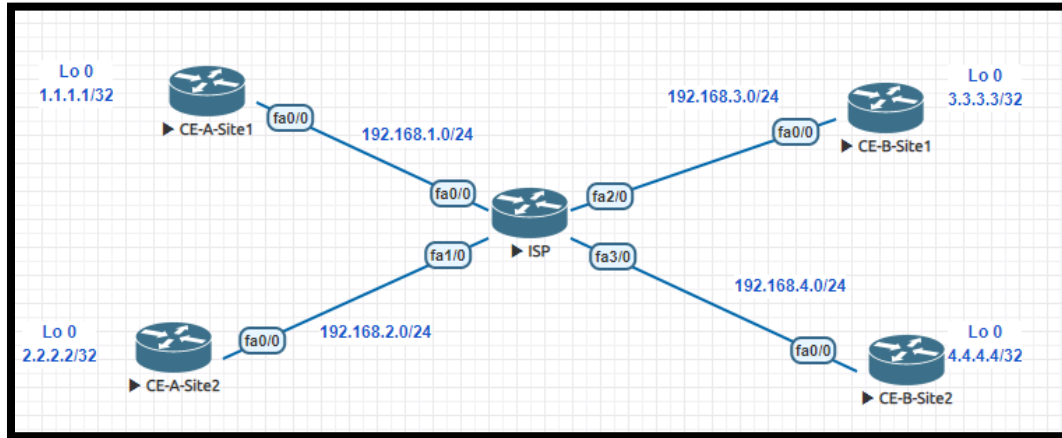 Lo 0
1.1.1.1/32
CE-A-Site1
fa0/0
192.168.1.0/24
fa0/0
192.168.3.0/24
fa0/0
Lo 0
3.3.3.3/32
CE-B-Site1
fa2/0
ISP
fa1/0
fa3/0
Lo 0
2.2.2.2/32
CE-A-Site2
fa0/0
192.168.2.0/24
192.168.4.0/24
fa0/0
Lo 0
4.4.4.4/32
CE-B-Site2